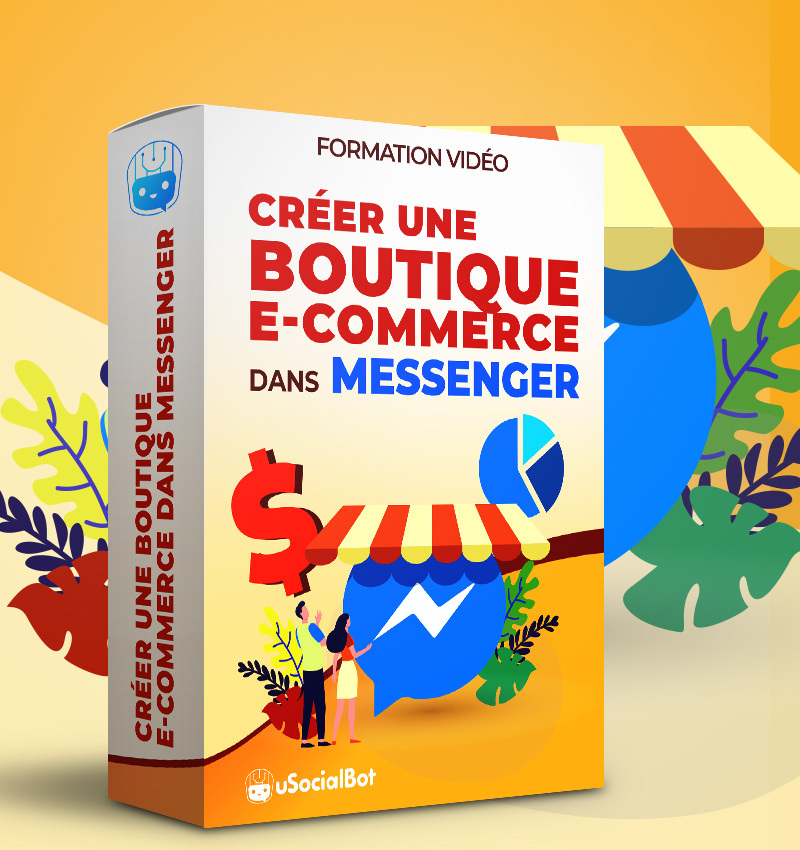 FORMATION VIDÉO
CRÉER UNE
BOUTIQUE
E-COMMERCE
DANS MESSENGER
CRÉER UNE BOUTIQUE
E-COMMERCE DANS MESSENGER
uSocialBot